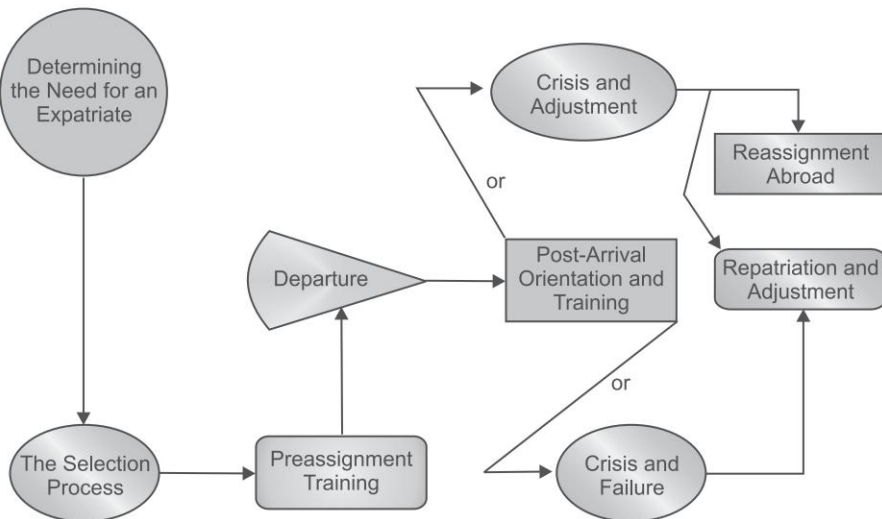 Determining
the Need for an
Expatriate
The Selection
Process
Preassignment
Training
Departure
Post-Arrival
Orientation and
Training
or
Crisis and
Adjustment
Reassignment
Abroad
Repatriation and
Adjustment
or
Crisis and
Failure